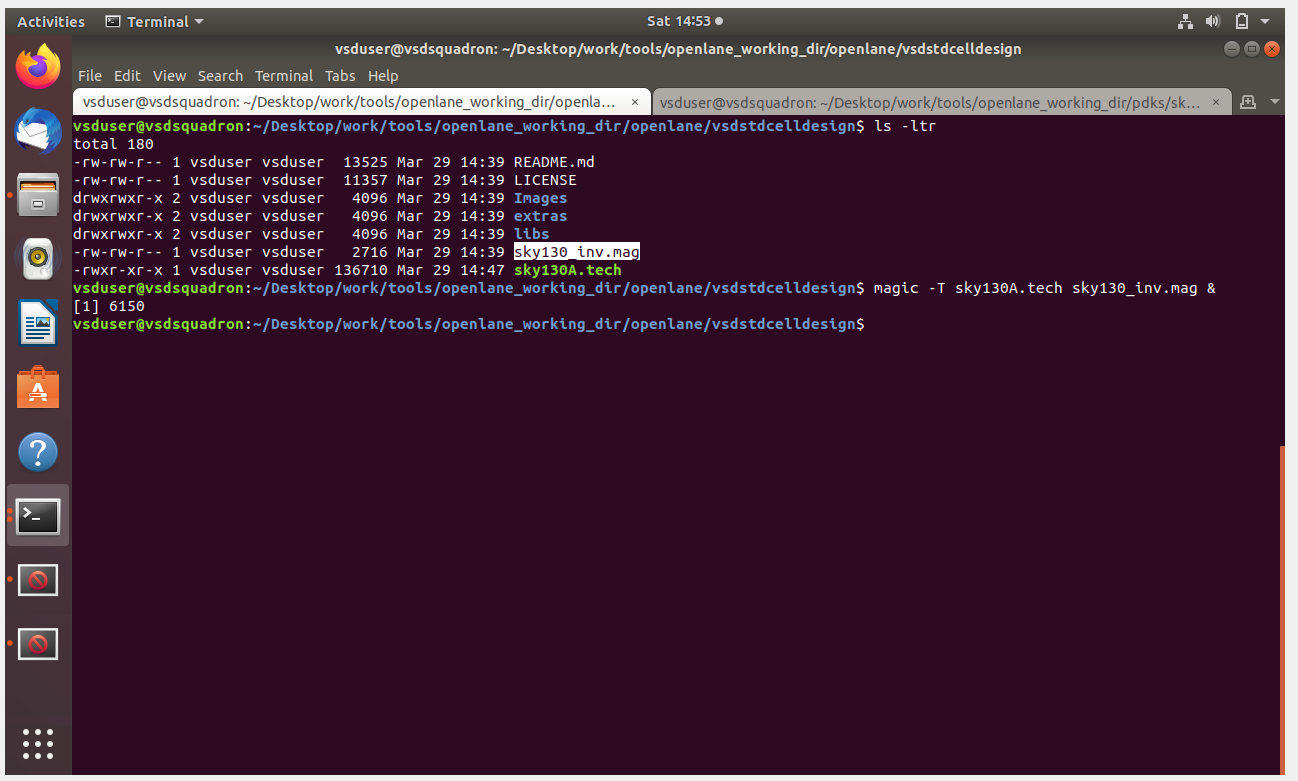 Activities Terminal Sat 14:53
vsduser@vsdsquadron: ~/Desktop/work/tools/openlane_working_dir/openlane/vsdstdcelldesign
File Edit View Search Terminal Tabs Help
vsduser@vsdsquadron: ~/Desktop/work/tools/openlane_working_dir/openla... × vsduser@vsdsquadron: ~/Desktop/work/tools/openlane_working_dir/pdks/sk... ×
vsduser@vsdsquadron:~/Desktop/work/tools/openlane_working_dir/openlane/vsdstdcelldesign$ ls -ltr
total 180
-rw-rw-r-- 1 vsduser vsduser  13525 Mar 29 14:39 README.md
-rw-rw-r-- 1 vsduser vsduser  11357 Mar 29 14:39 LICENSE
drwxrwxr-x 2 vsduser vsduser   4096 Mar 29 14:39 Images
drwxrwxr-x 2 vsduser vsduser   4096 Mar 29 14:39 extras
drwxrwxr-x 2 vsduser vsduser   4096 Mar 29 14:39 libs
-rw-rw-r-- 1 vsduser vsduser   2716 Mar 29 14:39 sky130_inv.mag
-rwxr-xr-x 1 vsduser vsduser 136710 Mar 29 14:47 sky130A.tech
vsduser@vsdsquadron:~/Desktop/work/tools/openlane_working_dir/openlane/vsdstdcelldesign$ magic -T sky130A.tech sky130_inv.mag &
[1] 6150
vsduser@vsdsquadron:~/Desktop/work/tools/openlane_working_dir/openlane/vsdstdcelldesign$